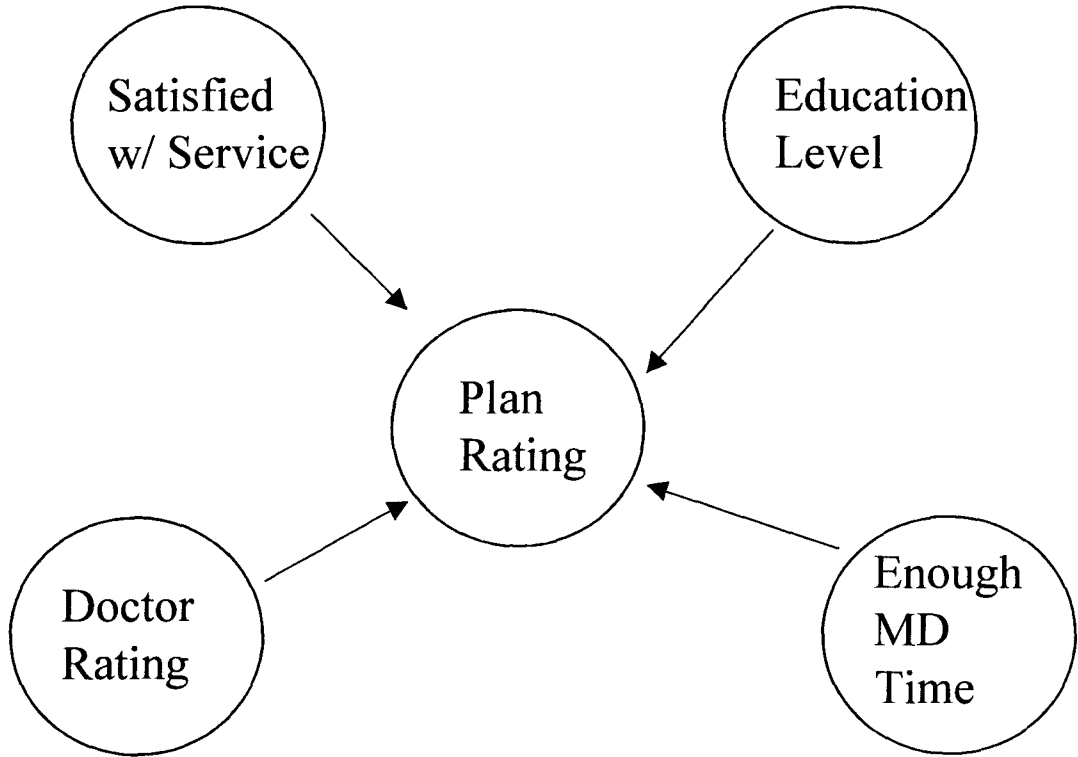 Satisfied
w/ Service
Education
Level
Plan
Rating
Doctor
Rating
Enough
MD
Time